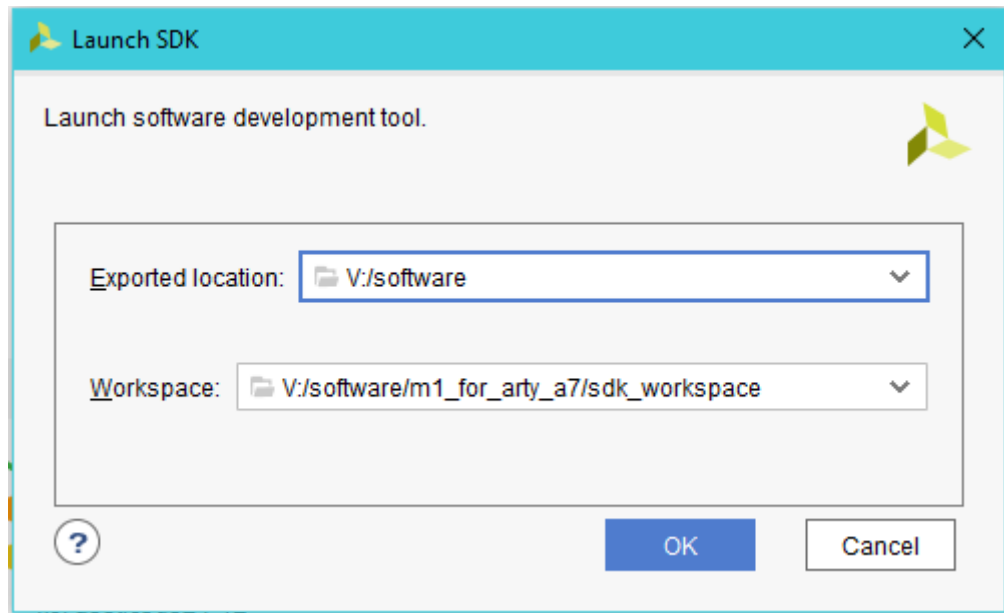 Launch SDK
Launch software development tool.
Exported location: V:/software
Workspace: V:/software/m1_for_arty_a7/sdk_workspace
? OK Cancel